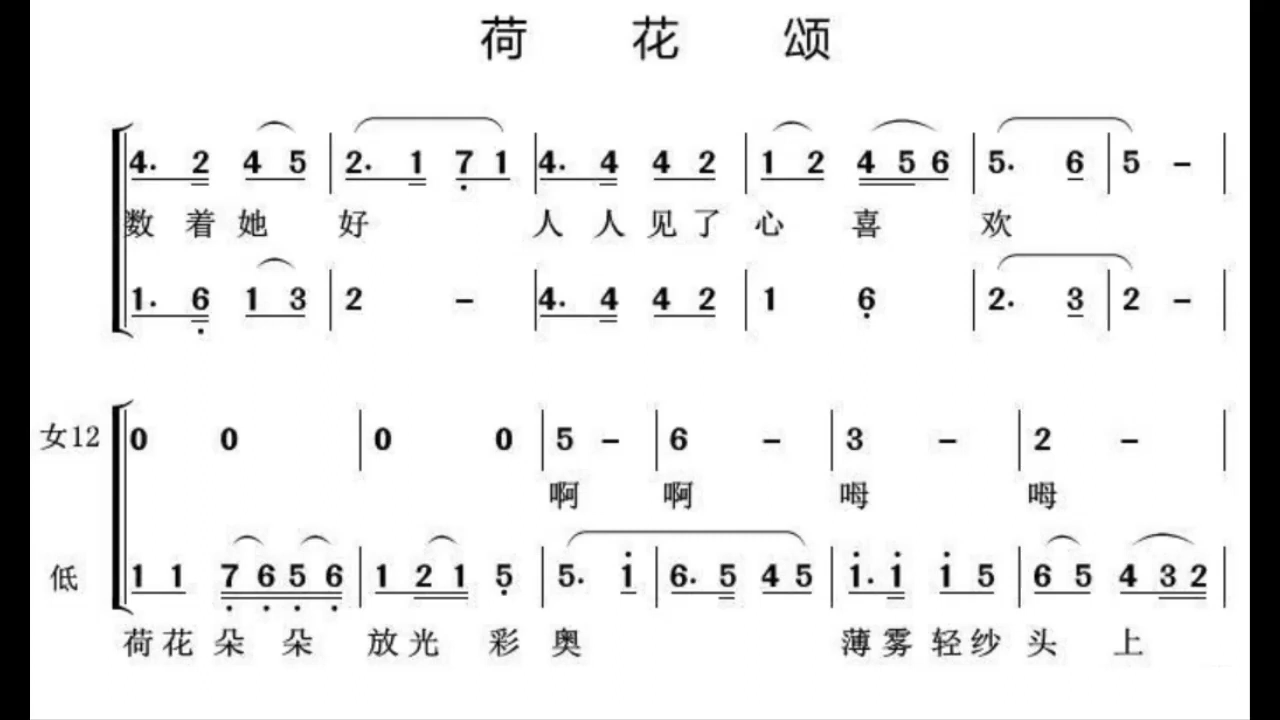 荷 花 颂
4. 2 4 5 | 2. 1 7 1 | 4. 4 4 2 | 1 2 4 5 6 | 5. 6 | 5 – |
数 着 她 好 人 人 见 了 心 喜 欢
1. 6 1 3 | 2 – | 4. 4 4 2 | 1 6 | 2. 3 | 2 – |
女12 0 0 | 0 0 | 5 – | 6 – | 3 – | 2 – |
啊 啊 呣 呣
低 1 1 7 6 5 6 | 1 2 1 5 | 5. 1 | 6. 5 4 5 | 1. 1 1 5 | 6 5 4 3 2 |
荷 花 朵 朵 放 光 彩 奥 薄 雾 轻 纱 头 上